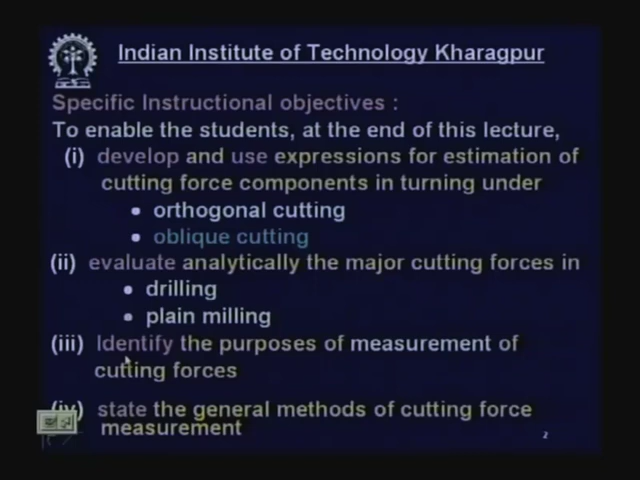 Indian Institute of Technology Kharagpur
Specific Instructional objectives :
To enable the students, at the end of this lecture,
(i) develop and use expressions for estimation of
cutting force components in turning under
• orthogonal cutting
• oblique cutting
(ii) evaluate analytically the major cutting forces in
• drilling
• plain milling
(iii) Identify the purposes of measurement of
cutting forces
(iv) state the general methods of cutting force
measurement
2